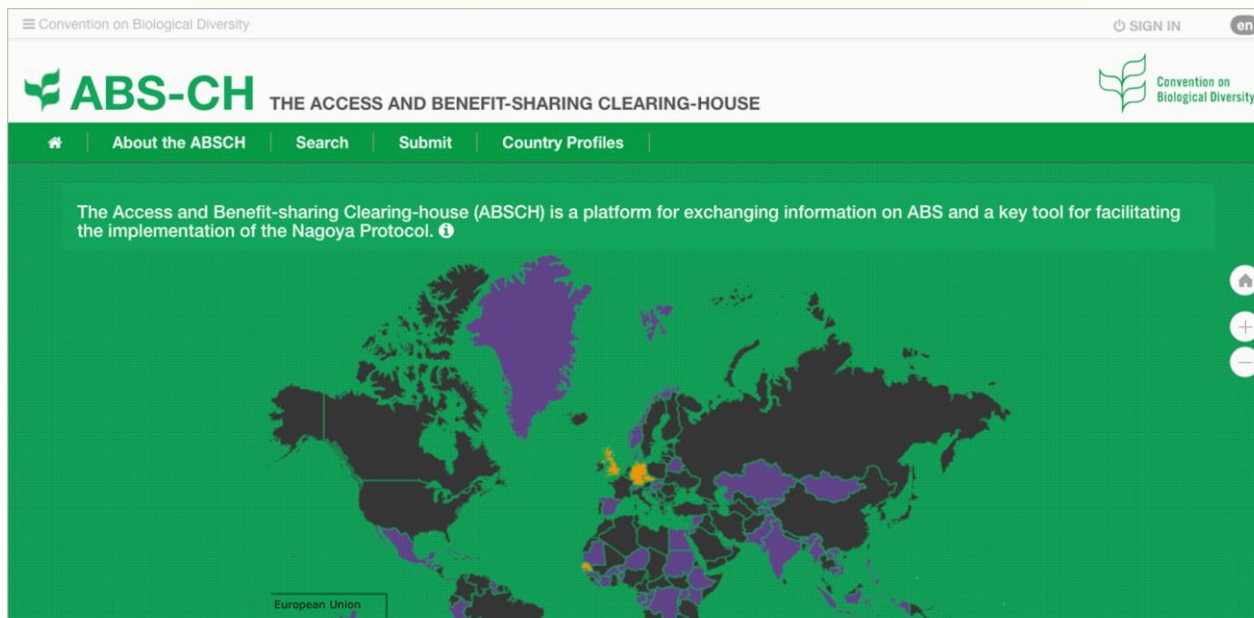 Convention on Biological Diversity
SIGN IN
en
ABS-CH THE ACCESS AND BENEFIT-SHARING CLEARING-HOUSE
Convention on
Biological Diversity
About the ABSCH
Search
Submit
Country Profiles
The Access and Benefit-sharing Clearing-house (ABSCH) is a platform for exchanging information on ABS and a key tool for facilitating
the implementation of the Nagoya Protocol.
European Union